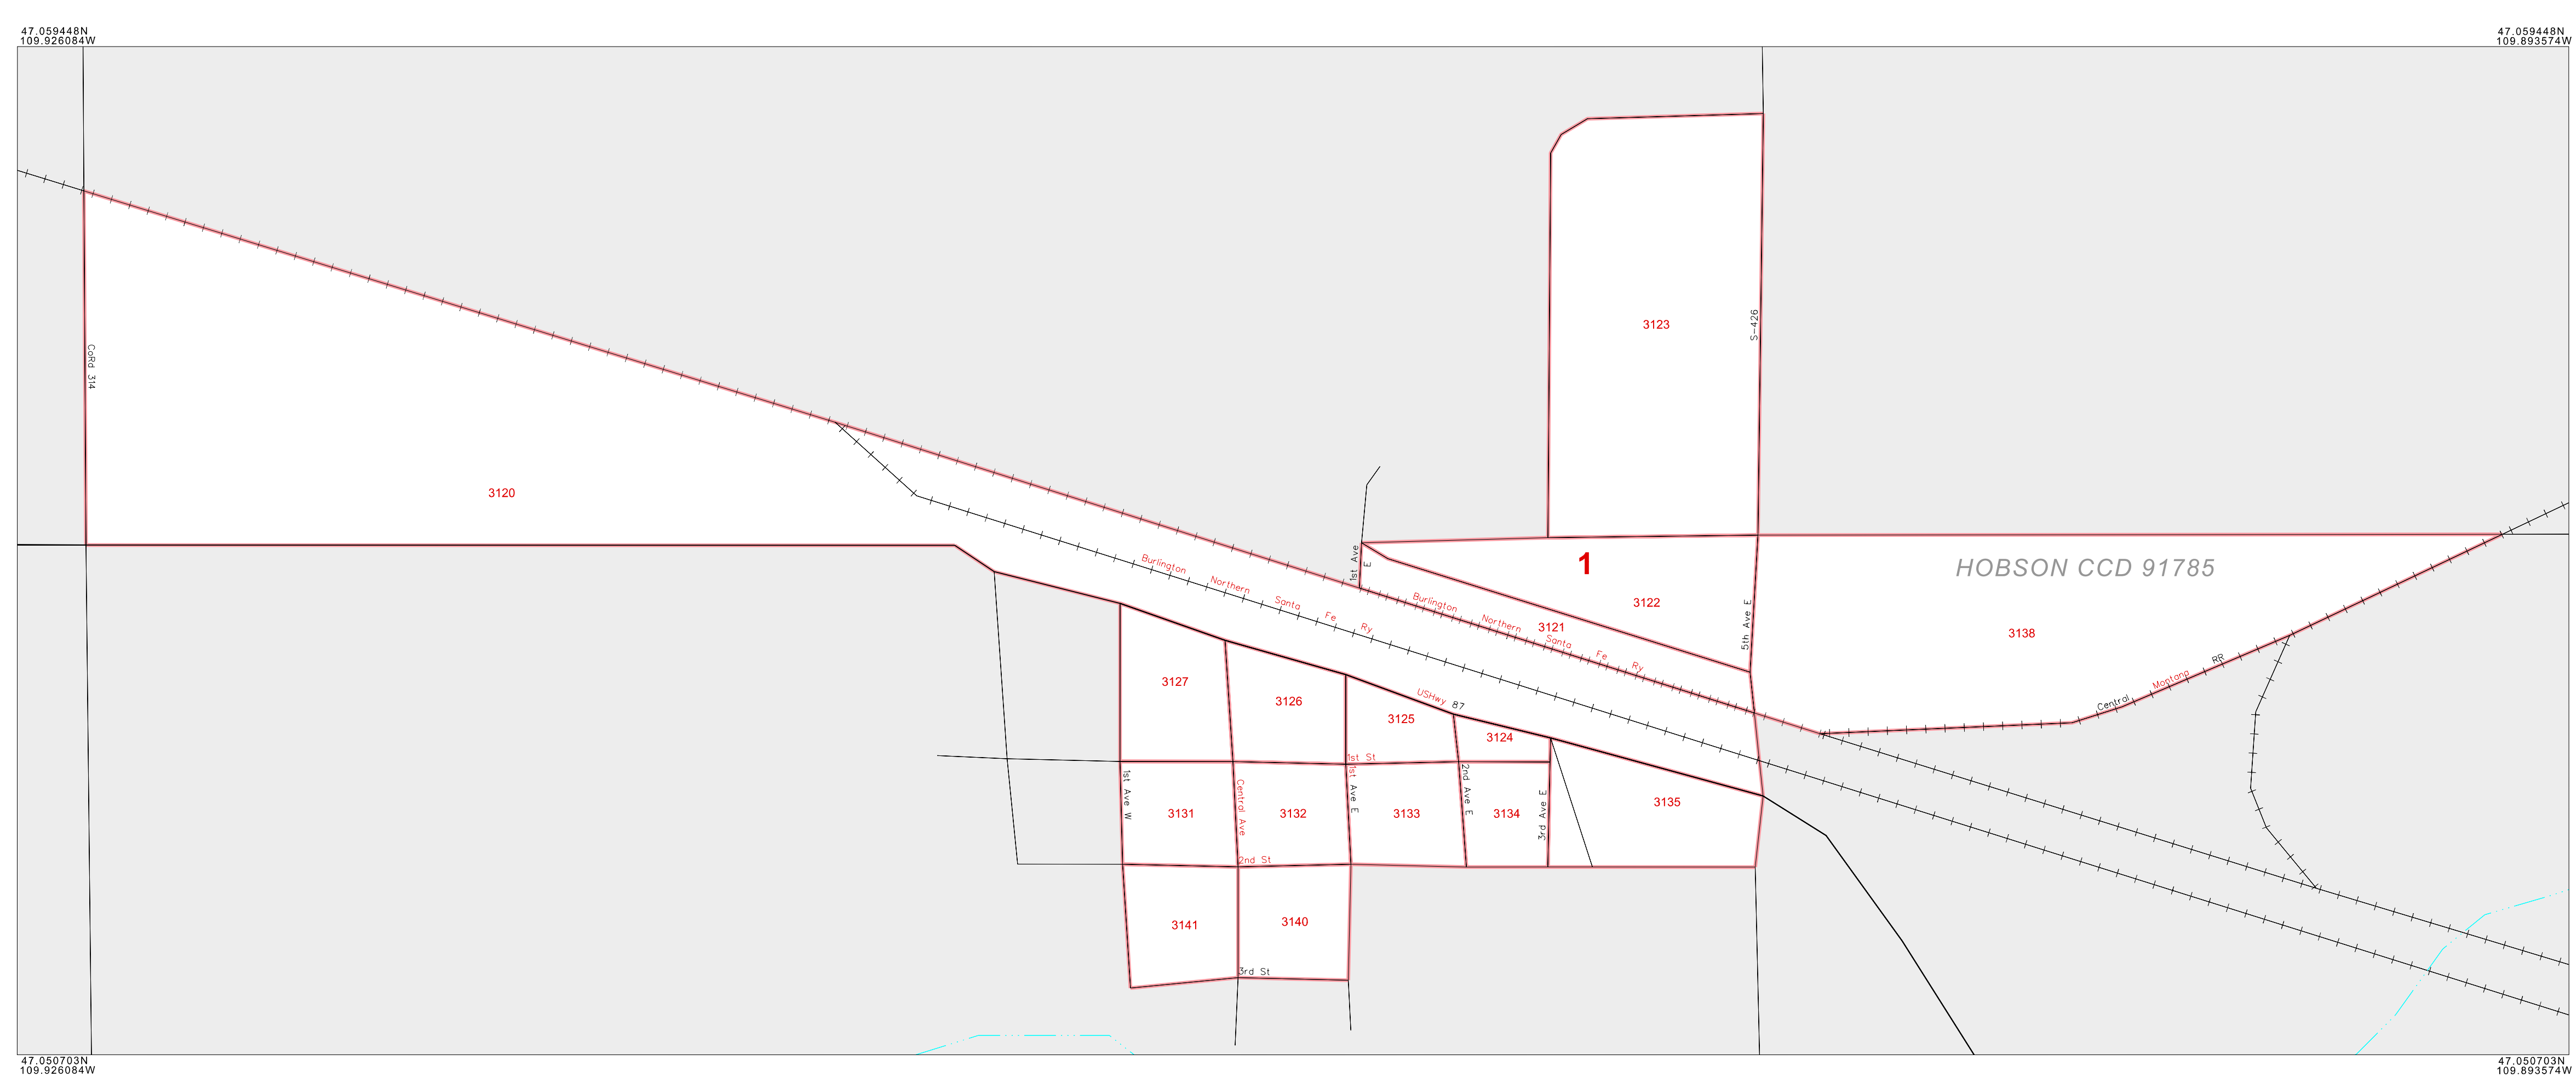 47.059448N
109.926084W
47.059448N
109.893574W
3123
S-426
CoRd 314
3120
1st Ave E
1
HOBSON CCD 91785
Burlington Northern Santa Fe Ry
Burlington Northern Santa Fe Ry
3122
3121
5th Ave E
3138
Central Montana RR
3127
3126
USHwy 87
3125
3124
1st St
1st Ave W
Central Ave
1st Ave E
2nd Ave E
3rd Ave E
3135
3131
3132
3133
3134
2nd St
3141
3140
3rd St
47.050703N
109.926084W
47.050703N
109.893574W